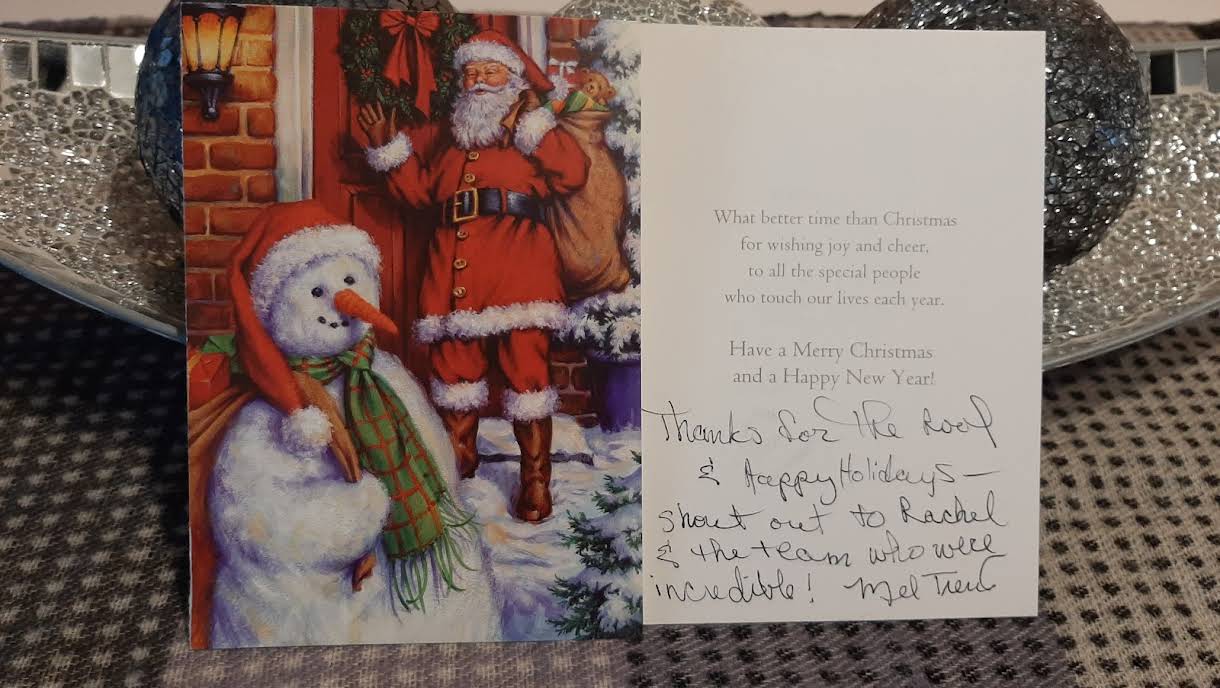 What better time than Christmas
for wishing joy and cheer,
to all the special people
who touch our lives each year.
Have a Merry Christmas
and a Happy New Year!
Thanks for the Roof
& Happy Holidays —
shout out to Rachel
& the team who were
incredible! Mel